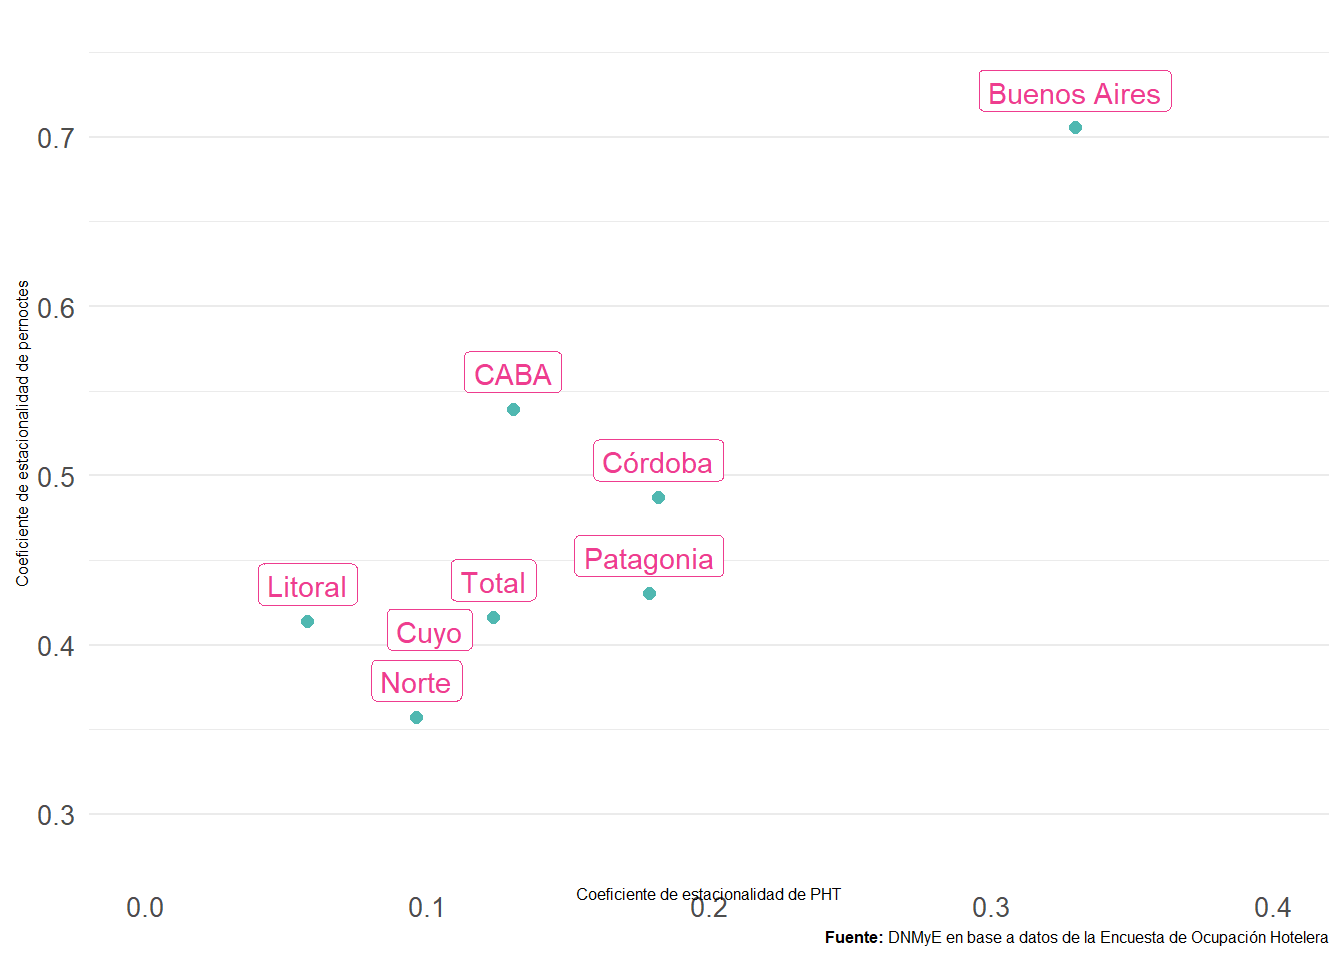 Buenos Aires
0.7
0.6
CABA
Córdoba
0.5
Patagonia
Total
Litoral
Cuyo
0.4
Norte
0.3
Coeficiente de estacionalidad de pernoctes
Coeficiente de estacionalidad de PHT
0.0 0.1 0.2 0.3 0.4
Fuente: DNMyE en base a datos de la Encuesta de Ocupación Hotelera